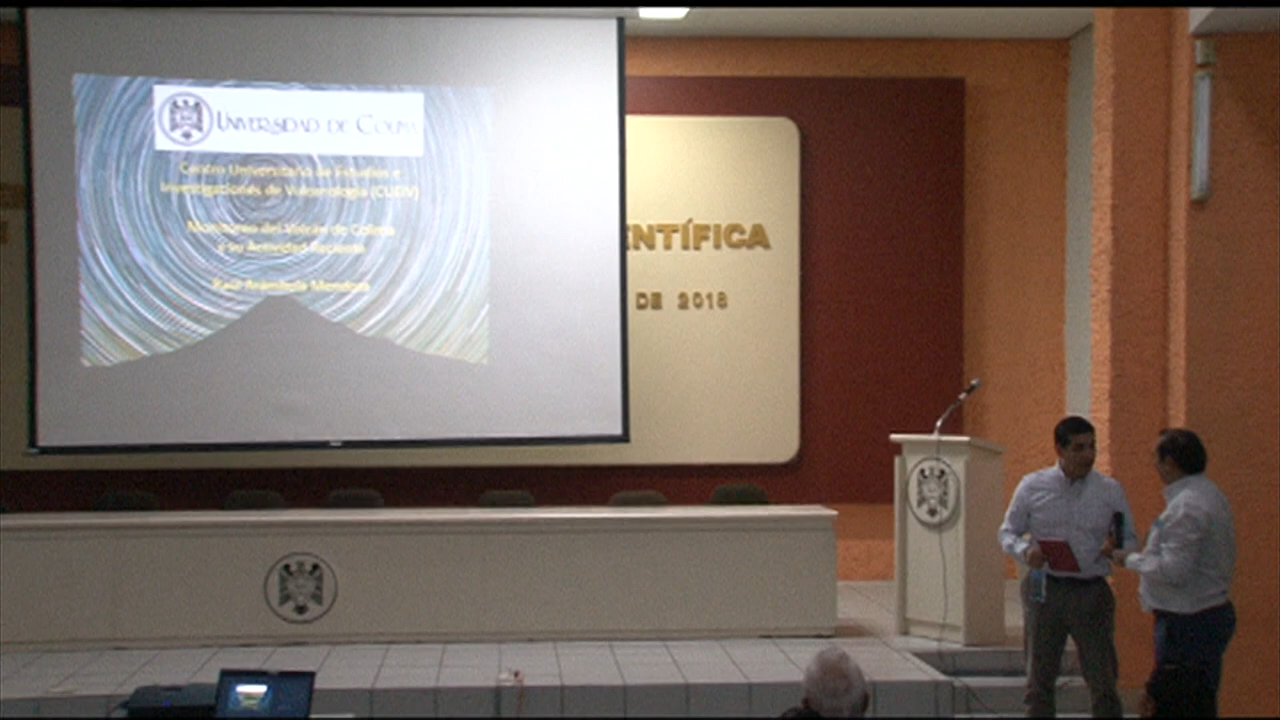 UNIVERSIDAD DE COLIMA
Centro Universitario de Estudios e
Investigaciones de Vulcanología (CUEIV)
Monitoreo del Volcán de Colima
y su Actividad Reciente
Raúl Arámbula Mendoza
NTÍFICA
DE 2018